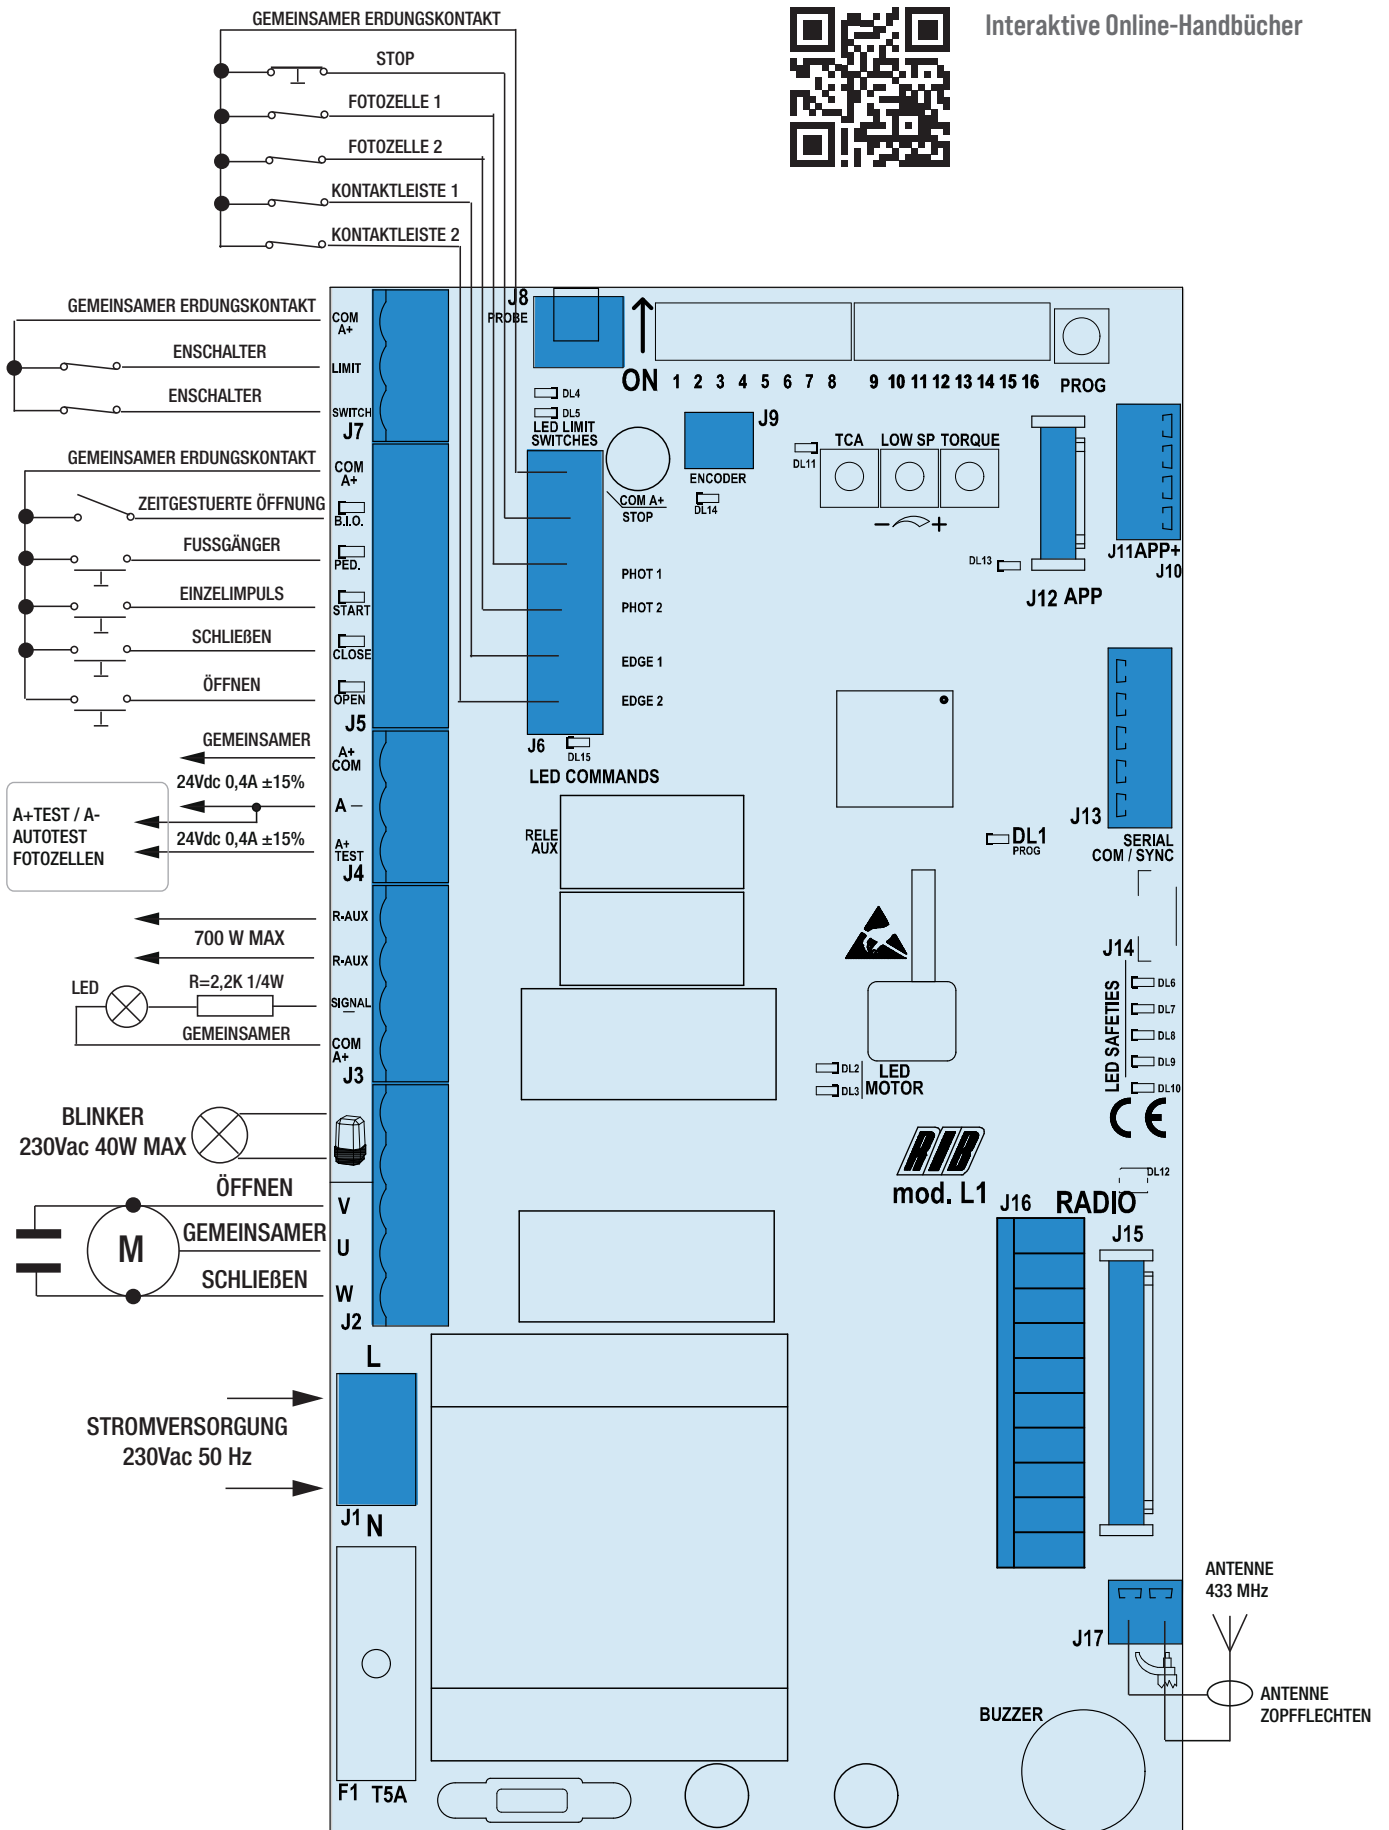 GEMEINSAMER ERDUNGSKONTAKT
Interaktive Online-Handbücher
STOP
FOTOZELLE 1
FOTOZELLE 2
KONTAKTLEISTE 1
KONTAKTLEISTE 2
GEMEINSAMER ERDUNGSKONTAKT
ENSCHALTER
ENSCHALTER
COM
A+
LIMIT
SWITCH
J7
GEMEINSAMER ERDUNGSKONTAKT
ZEITGESTUERTE ÖFFNUNG
FUSSGÄNGER
EINZELIMPULS
SCHLIEßEN
ÖFFNEN
COM
A+
B.I.O.
PED.
START
CLOSE
OPEN
J5
GEMEINSAMER
24Vdc 0,4A ±15%
A+TEST / A-
AUTOTEST
FOTOZELLEN
24Vdc 0,4A ±15%
A+
COM
A —
A+
TEST
J4
700 W MAX
LED
R=2,2K 1/4W
GEMEINSAMER
R-AUX
R-AUX
SIGNAL
—
COM
A+
J3
BLINKER
230Vac 40W MAX
ÖFFNEN
GEMEINSAMER
SCHLIEßEN
M
V
U
W
J2
L
STROMVERSORGUNG
230Vac 50 Hz
J1 N
F1 T5A
J8
PROBE
ON
1 2 3 4 5 6 7 8 9 10 11 12 13 14 15 16
PROG
DL4
DL5
LED LIMIT
SWITCHES
J9
ENCODER
DL14
COM A+
STOP
PHOT 1
PHOT 2
EDGE 1
EDGE 2
J6
DL15
LED COMMANDS
DL11
TCA LOW SP TORQUE
– +
DL13
J12 APP
J11 APP+
J10
RELE
AUX
J13
SERIAL
COM / SYNC
DL1
PROG
J14
LED SAFETIES
DL6
DL7
DL8
DL9
DL10
DL2
DL3
LED
MOTOR
CE
RIB
mod. L1
DL12
J16 RADIO
J15
J17
ANTENNE
433 MHz
ANTENNE
ZOPFFLECHTEN
BUZZER